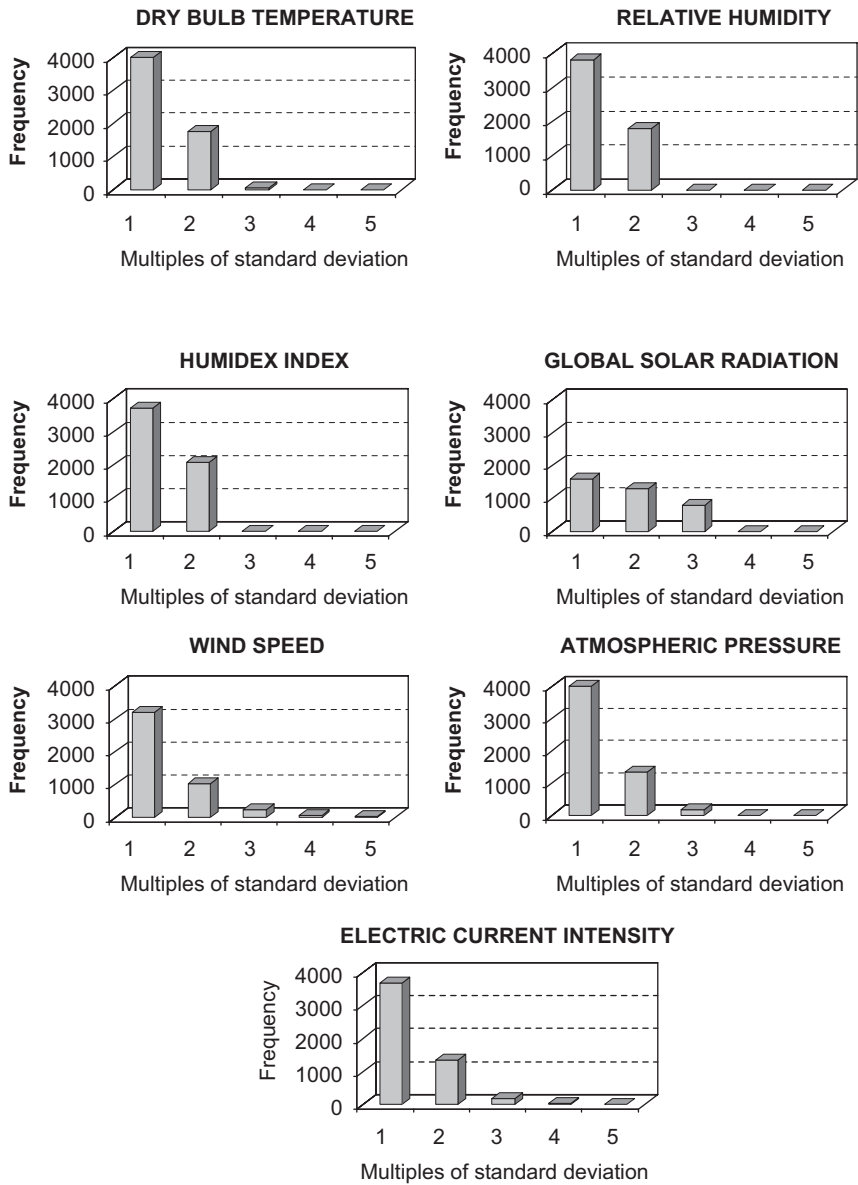 DRY BULB TEMPERATURE
Frequency
4000
3000
2000
1000
0
1 2 3 4 5
Multiples of standard deviation
RELATIVE HUMIDITY
Frequency
4000
3000
2000
1000
0
1 2 3 4 5
Multiples of standard deviation
HUMIDEX INDEX
Frequency
4000
3000
2000
1000
0
1 2 3 4 5
Multiples of standard deviation
GLOBAL SOLAR RADIATION
Frequency
4000
3000
2000
1000
0
1 2 3 4 5
Multiples of standard deviation
WIND SPEED
Frequency
4000
3000
2000
1000
0
1 2 3 4 5
Multiples of standard deviation
ATMOSPHERIC PRESSURE
Frequency
4000
3000
2000
1000
0
1 2 3 4 5
Multiples of standard deviation
ELECTRIC CURRENT INTENSITY
Frequency
4000
3000
2000
1000
0
1 2 3 4 5
Multiples of standard deviation